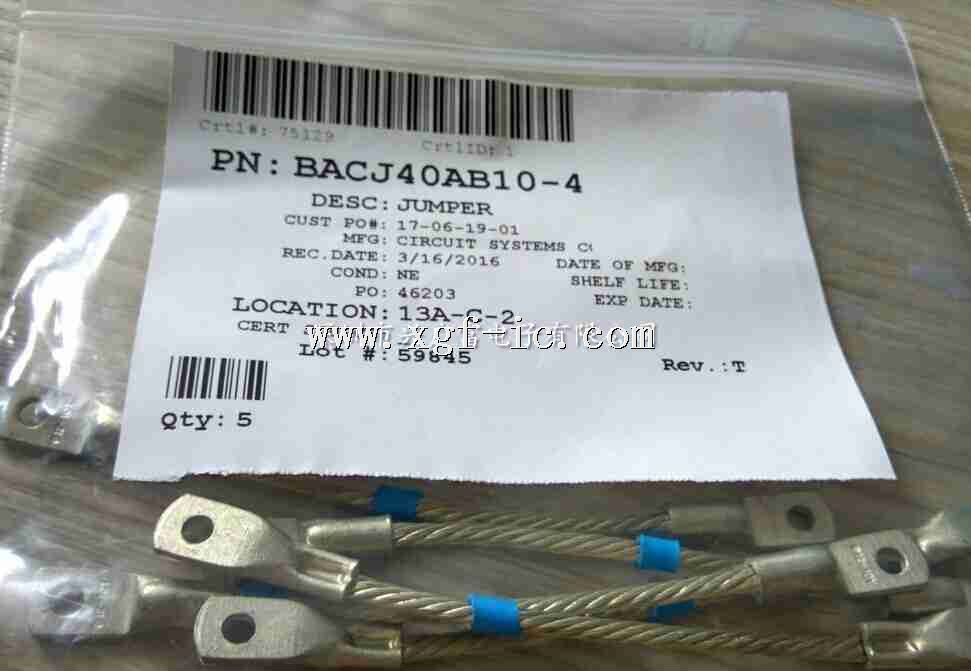 Crtl#: 75129
CrtlID: 1
PN: BACJ40AB10-4
DESC: JUMPER
CUST PO#: 17-06-19-01
MFG: CIRCUIT SYSTEMS
REC.DATE: 3/16/2016
DATE OF MFG:
COND: NE
SHELF LIFE:
PO: 46203
EXP DATE:
LOCATION: 13A-C-2
CERT
www.xgf-ic.com
Lot #: 59845
Rev.:T
Qty: 5